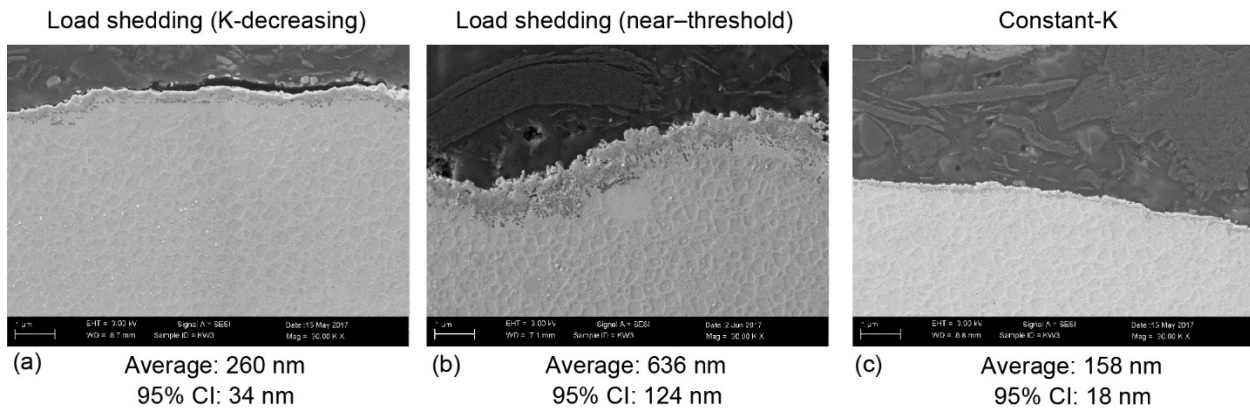 Load shedding (K-decreasing)
Load shedding (near–threshold)
Constant-K
1 µm
EHT = 3.00 kV
Signal A = SESI
Date :15 May 2017
WD = 8.7 mm
Sample ID = KW3
Mag = 30.00 K X
1 µm
EHT = 3.00 kV
Signal A = SESI
Date :2 Jun 2017
WD = 7.1 mm
Sample ID = KW3
Mag = 30.00 K X
1 µm
EHT = 3.00 kV
Signal A = SESI
Date :15 May 2017
WD = 8.8 mm
Sample ID = KW3
Mag = 30.00 K X
(a)
Average: 260 nm
95% CI: 34 nm
(b)
Average: 636 nm
95% CI: 124 nm
(c)
Average: 158 nm
95% CI: 18 nm